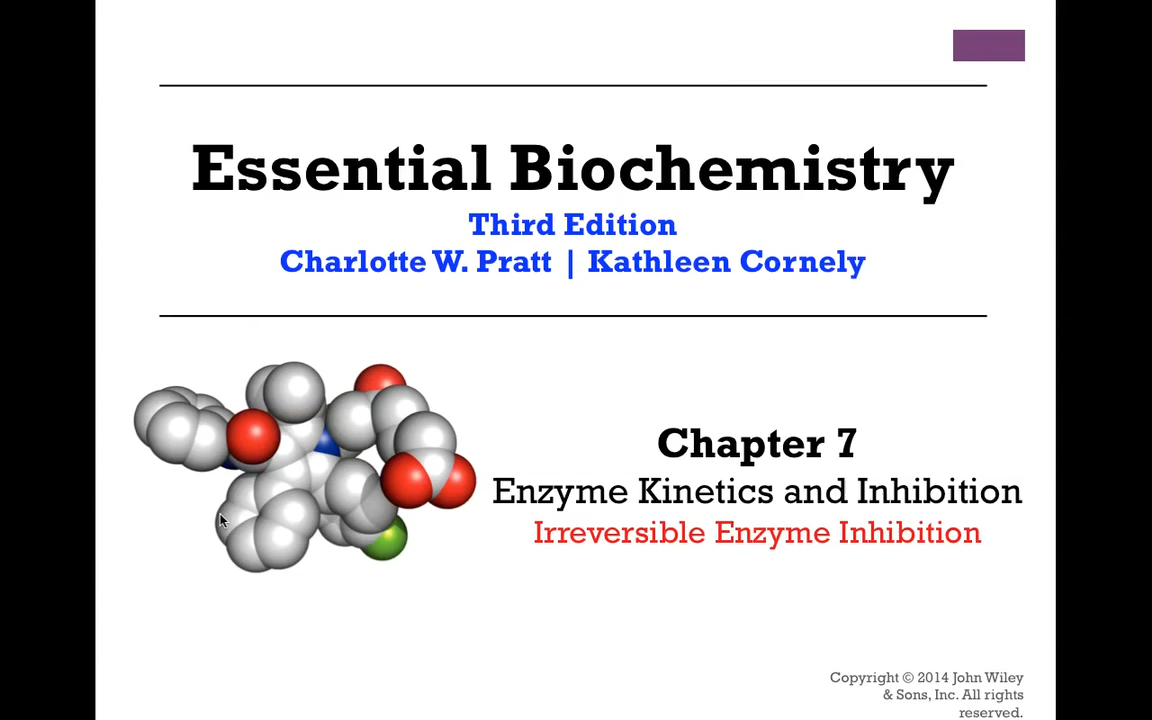 Essential Biochemistry
Third Edition
Charlotte W. Pratt | Kathleen Cornely
Chapter 7
Enzyme Kinetics and Inhibition
Irreversible Enzyme Inhibition
Copyright © 2014 John Wiley
& Sons, Inc. All rights
reserved.